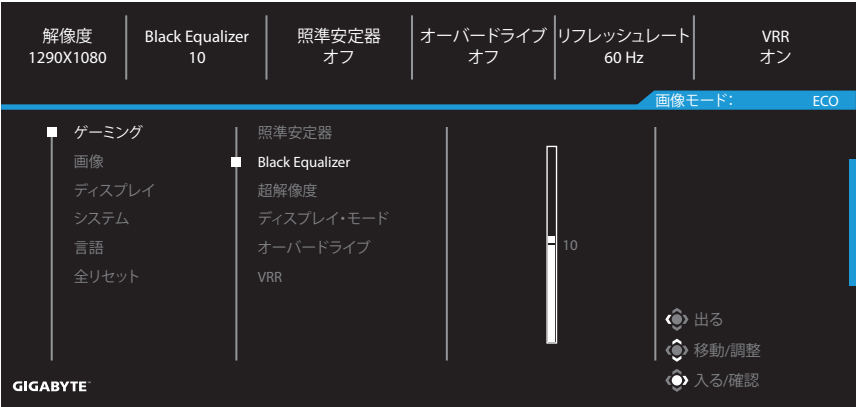 解像度
1290X1080
Black Equalizer
10
照準安定器
オフ
オーバードライブ
オフ
リフレッシュレート
60 Hz
VRR
オン
画像モード： ECO
ゲーミング
画像
ディスプレイ
システム
言語
全リセット
照準安定器
Black Equalizer
超解像度
ディスプレイ・モード
オーバードライブ
VRR
10
出る
移動/調整
入る/確認
GIGABYTE™